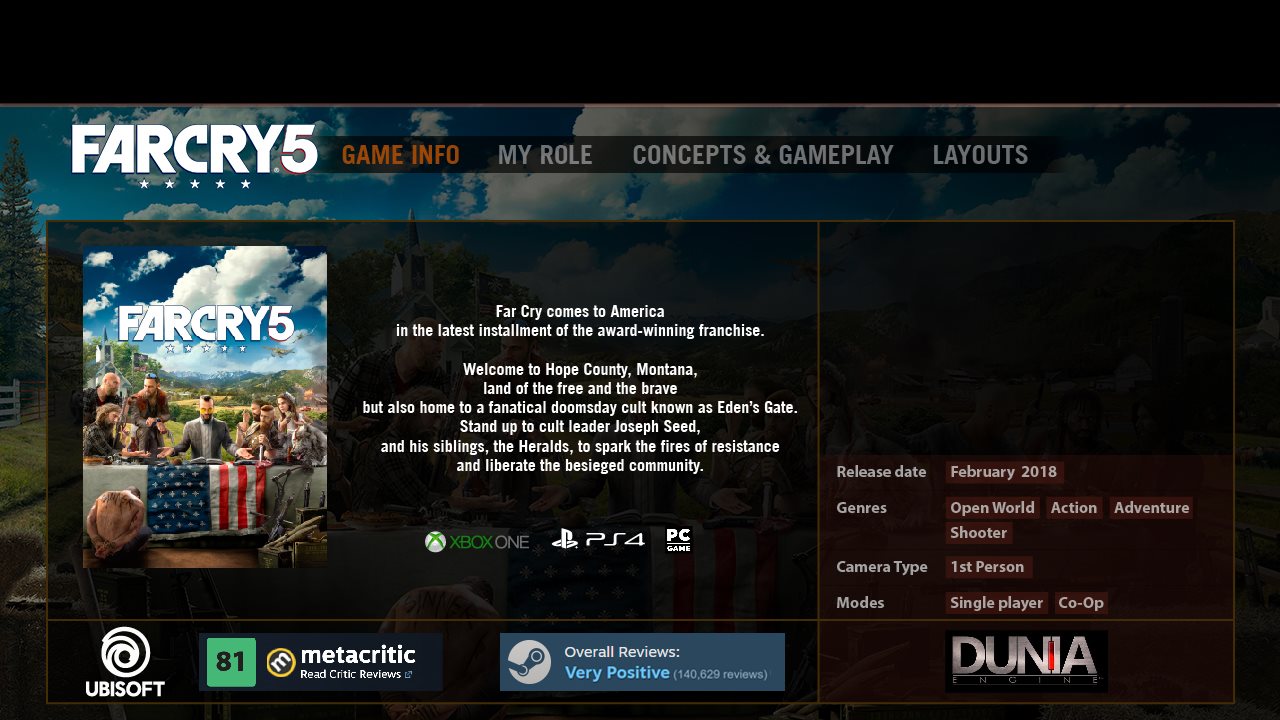 FARCRY5
GAME INFO
MY ROLE
CONCEPTS & GAMEPLAY
LAYOUTS
FARCRY5
Far Cry comes to America
in the latest installment of the award-winning franchise.
Welcome to Hope County, Montana,
land of the free and the brave
but also home to a fanatical doomsday cult known as Eden's Gate.
Stand up to cult leader Joseph Seed,
and his siblings, the Heralds, to spark the fires of resistance
and liberate the besieged community.
XBOX ONE
PS4
PC
GAME
Release date February 2018
Genres Open World Action Adventure
Shooter
Camera Type 1st Person
Modes Single player Co-Op
UBISOFT
81
metacritic
Read Critic Reviews
Overall Reviews:
Very Positive (140,629 reviews)
DUNIA
ENGINE